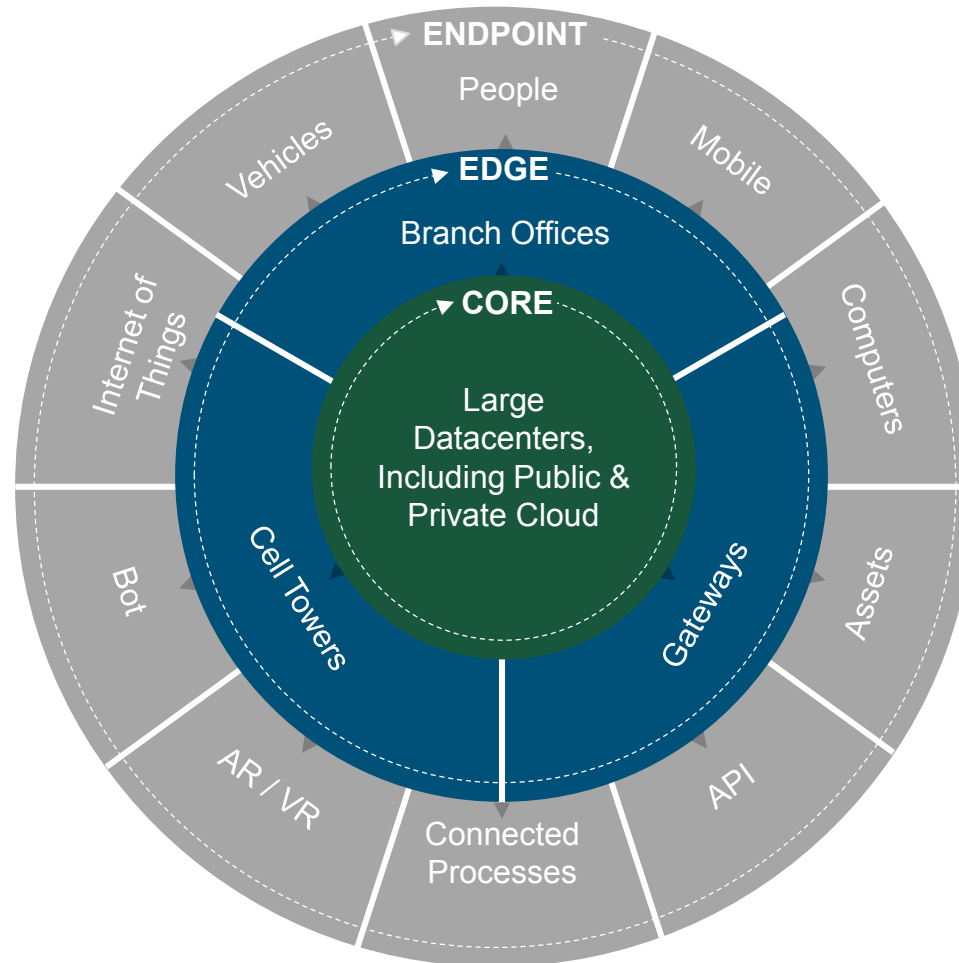 ENDPOINT
People
Mobile
Computers
Assets
API
Connected
Processes
AR / VR
Bot
Internet of
Things
Vehicles
EDGE
Branch Offices
Gateways
Cell Towers
CORE
Large
Datacenters,
Including Public &
Private Cloud